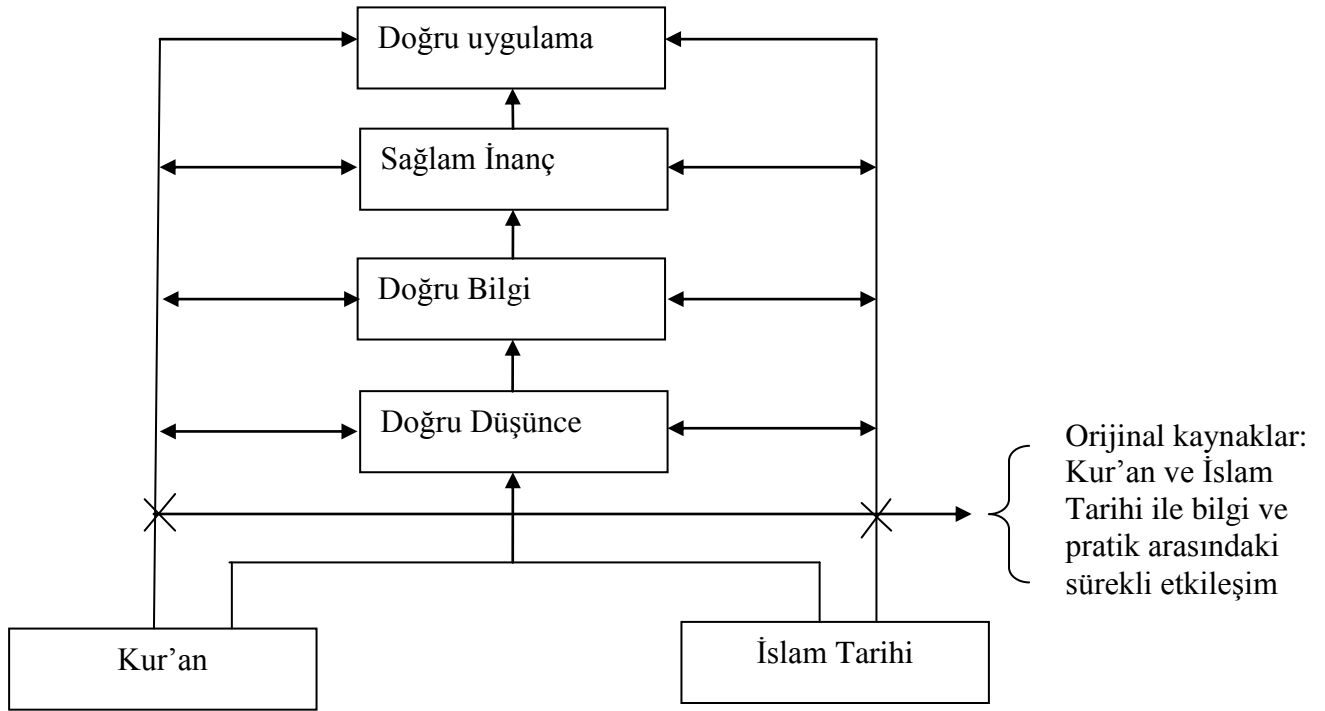 Doğru uygulama
Sağlam İnanç
Doğru Bilgi
Doğru Düşünce
Orijinal kaynaklar:
Kur’an ve İslam
Tarihi ile bilgi ve
pratik arasındaki
sürekli etkileşim
Kur’an
İslam Tarihi